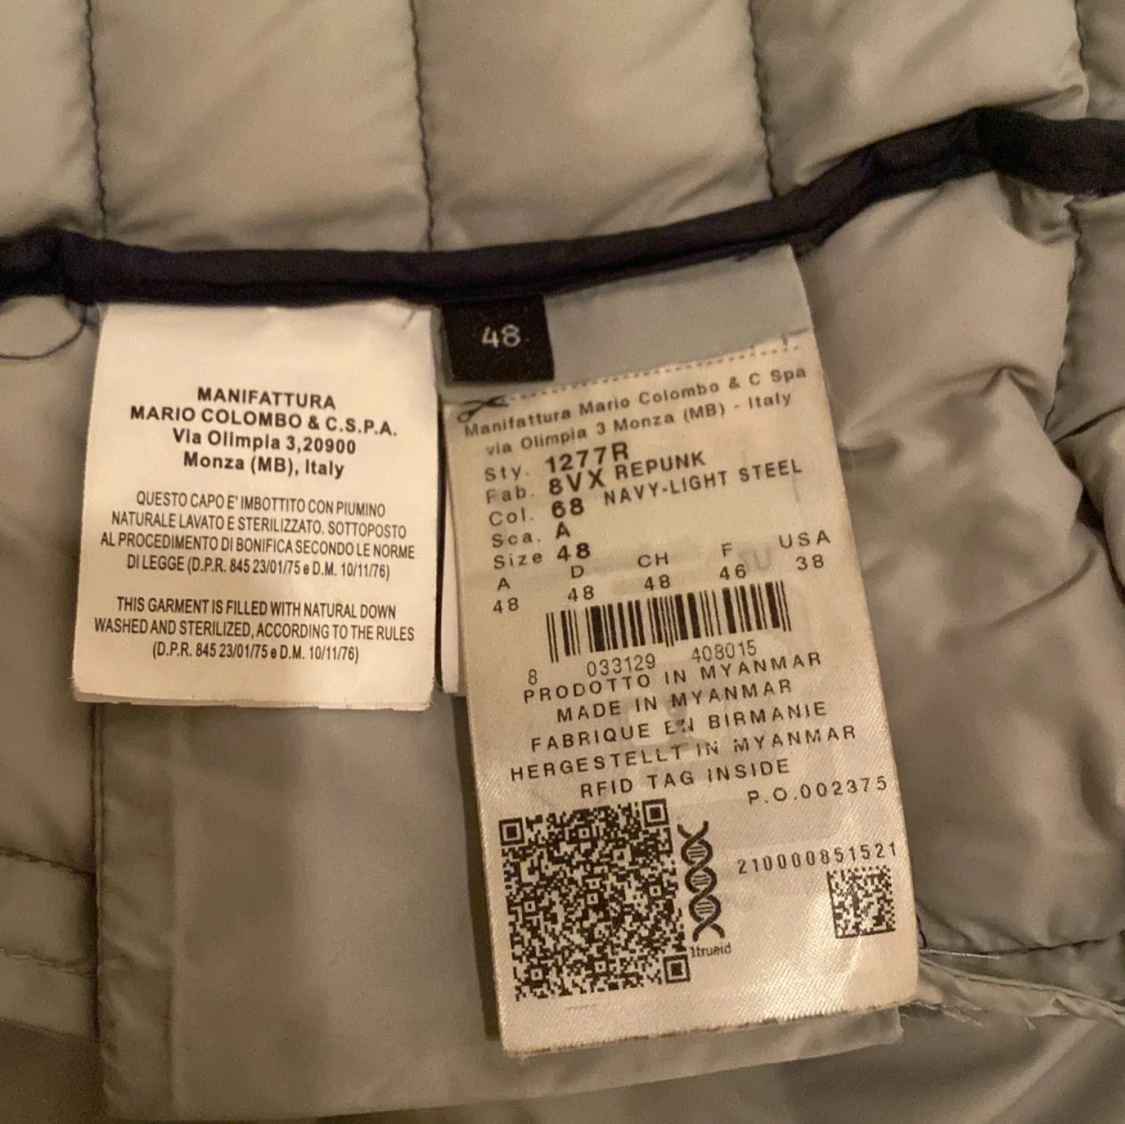 MANIFATTURA
MARIO COLOMBO & C.S.P.A.
Via Olimpia 3,20900
Monza (MB), Italy
QUESTO CAPO E' IMBOTTITO CON PIUMINO
NATURALE LAVATO E STERILIZZATO. SOTTOPOSTO
AL PROCEDIMENTO DI BONIFICA SECONDO LE NORME
DI LEGGE (D.P.R. 845 23/01/75 e D.M. 10/11/76)
THIS GARMENT IS FILLED WITH NATURAL DOWN
WASHED AND STERILIZED, ACCORDING TO THE RULES
(D.P.R. 845 23/01/75 e D.M. 10/11/76)
48
Manifattura Mario Colombo & C Spa
via Olimpia 3 Monza (MB) - Italy
Sty. 1277R
Fab. 8VX REPUNK
Col. 68 NAVY-LIGHT STEEL
Sca. A
Size 48
A D CH F USA
48 48 48 46 38
8 033129 408015
PRODOTTO IN MYANMAR
MADE IN MYANMAR
FABRIQUE EN BIRMANIE
HERGESTELLT IN MYANMAR
RFID TAG INSIDE
P.O.002375
210000851521
1trueid